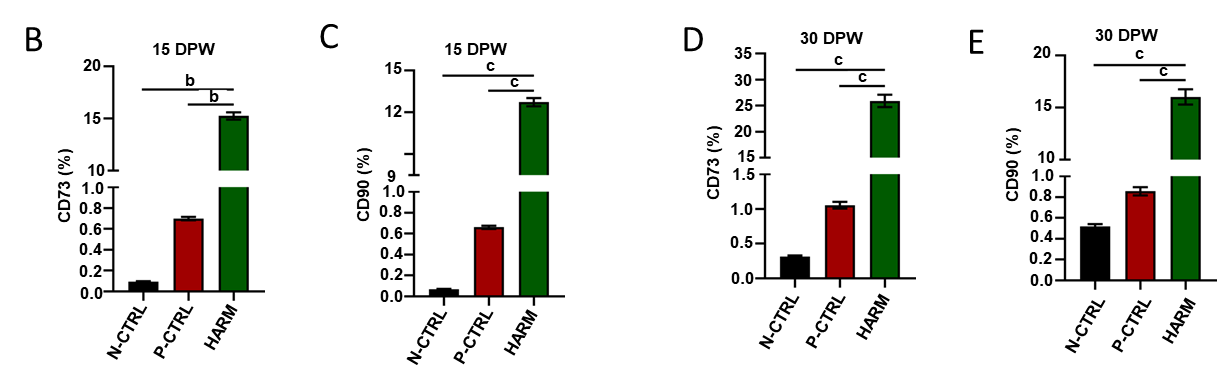 B
15 DPW
CD73 (%)
20
15
10
1.0
0.8
0.6
0.4
0.2
0.0
b
b
N-CTRL
P-CTRL
HARM
C
15 DPW
CD90 (%)
15
12
9
1.0
0.8
0.6
0.4
0.2
0.0
c
c
N-CTRL
P-CTRL
HARM
D
30 DPW
CD73 (%)
35
30
25
20
15
1.5
1.0
0.5
0.0
c
c
N-CTRL
P-CTRL
HARM
E
30 DPW
CD90 (%)
20
15
10
1.0
0.8
0.6
0.4
0.2
0.0
c
c
N-CTRL
P-CTRL
HARM